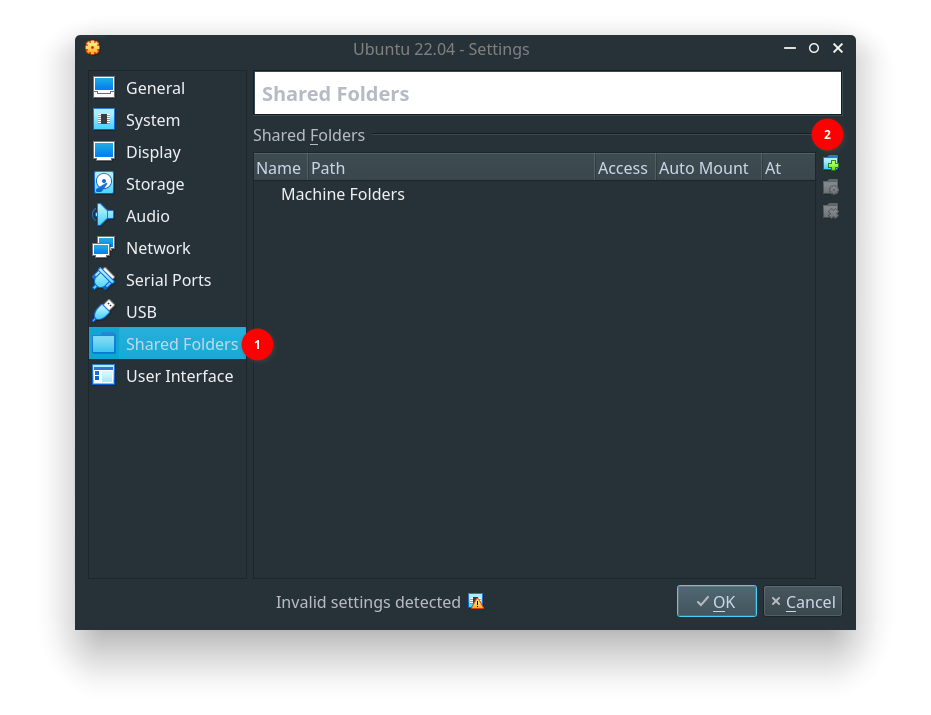 Ubuntu 22.04 - Settings
General
System
Display
Storage
Audio
Network
Serial Ports
USB
Shared Folders
1
User Interface
Shared Folders
Shared Folders
2
Name Path Access Auto Mount At
Machine Folders
Invalid settings detected
OK
Cancel